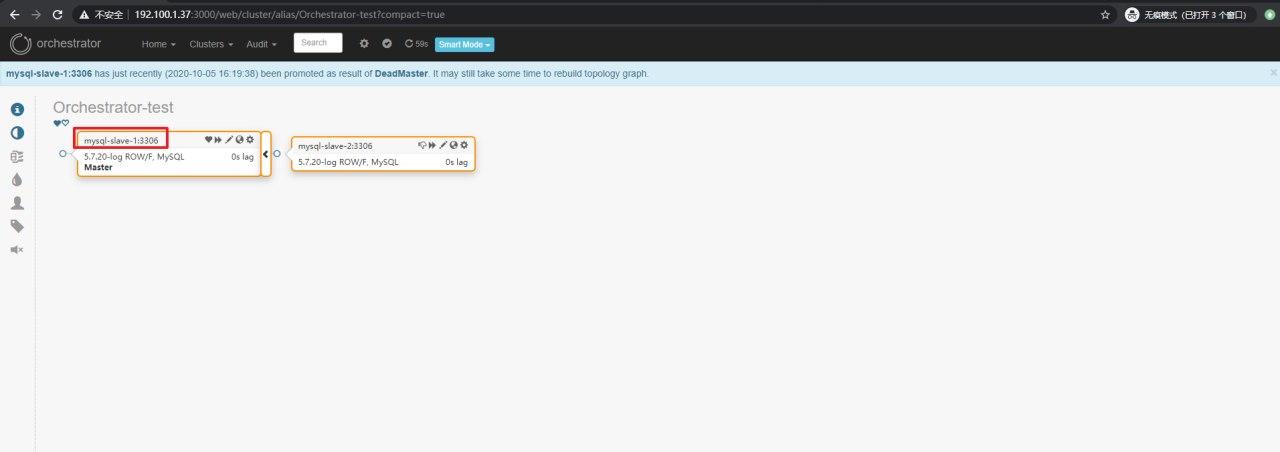 不安全 | 192.100.1.37:3000/web/cluster/alias/Orchestrator-test?compact=true 无痕模式（已打开 3 个窗口）
orchestrator Home Clusters Audit Search 59s Smart Mode
mysql-slave-1:3306 has just recently (2020-10-05 16:19:38) been promoted as result of DeadMaster. It may still take some time to rebuild topology graph. ×
Orchestrator-test
mysql-slave-1:3306
5.7.20-log ROW/F, MySQL 0s lag
Master
mysql-slave-2:3306
5.7.20-log ROW/F, MySQL 0s lag